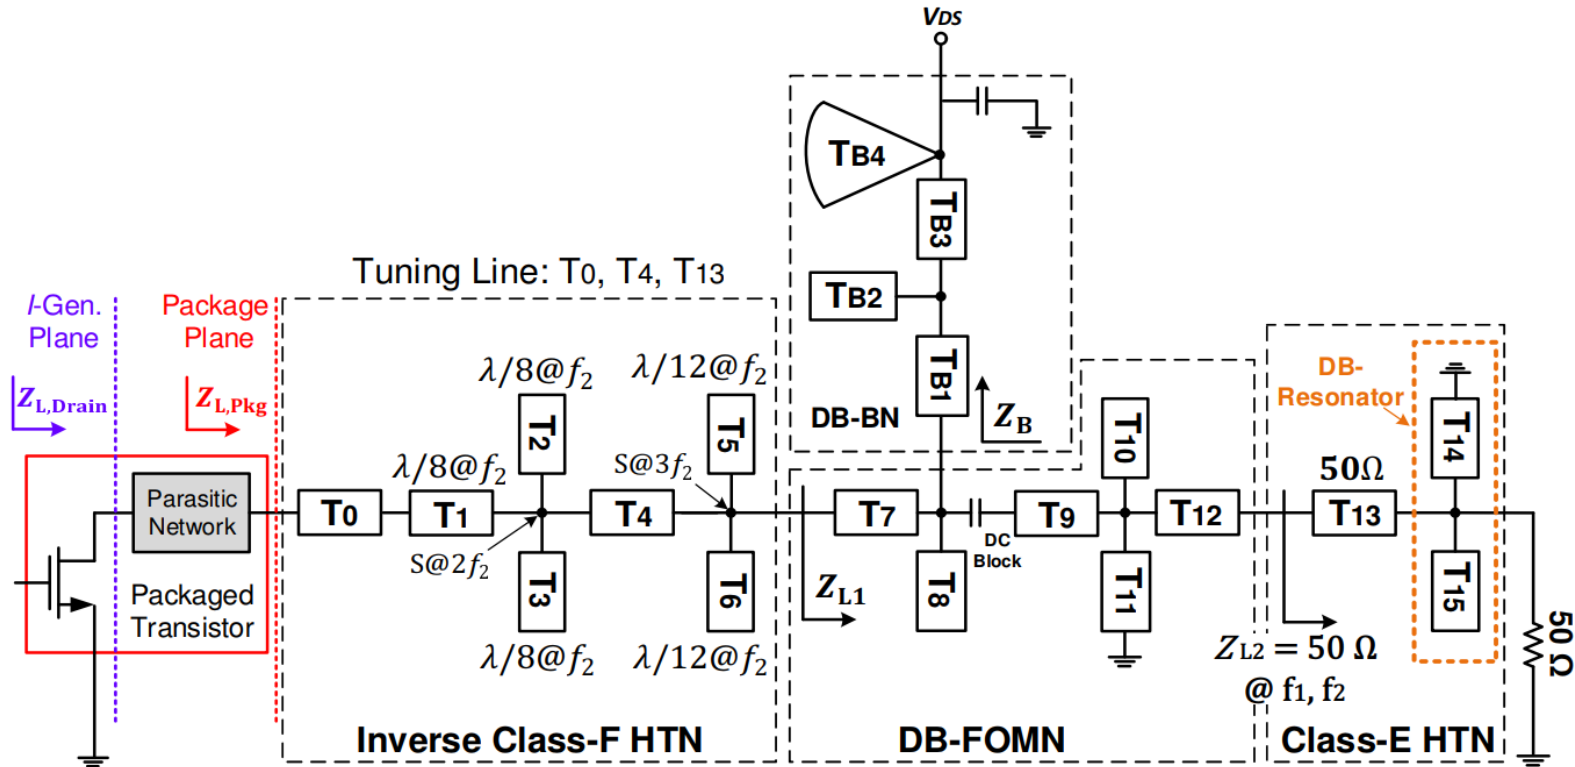 VDS
TB4
TB3
Tuning Line: T0, T4, T13
TB2
I-Gen.
Plane
Package
Plane
TB1
ZL,Drain
ZL,Pkg
λ/8@f2
λ/12@f2
DB-BN
ZB
DB-
Resonator
T2
T5
T10
T14
λ/8@f2
S@3f2
50Ω
Parasitic
Network
T0
T1
T4
T7
T9
T12
T13
DC
Block
S@2f2
Packaged
Transistor
T3
T6
ZL1
T8
T11
T15
λ/8@f2
λ/12@f2
ZL2 = 50 Ω
@ f1, f2
50 Ω
Inverse Class-F HTN
DB-FOMN
Class-E HTN